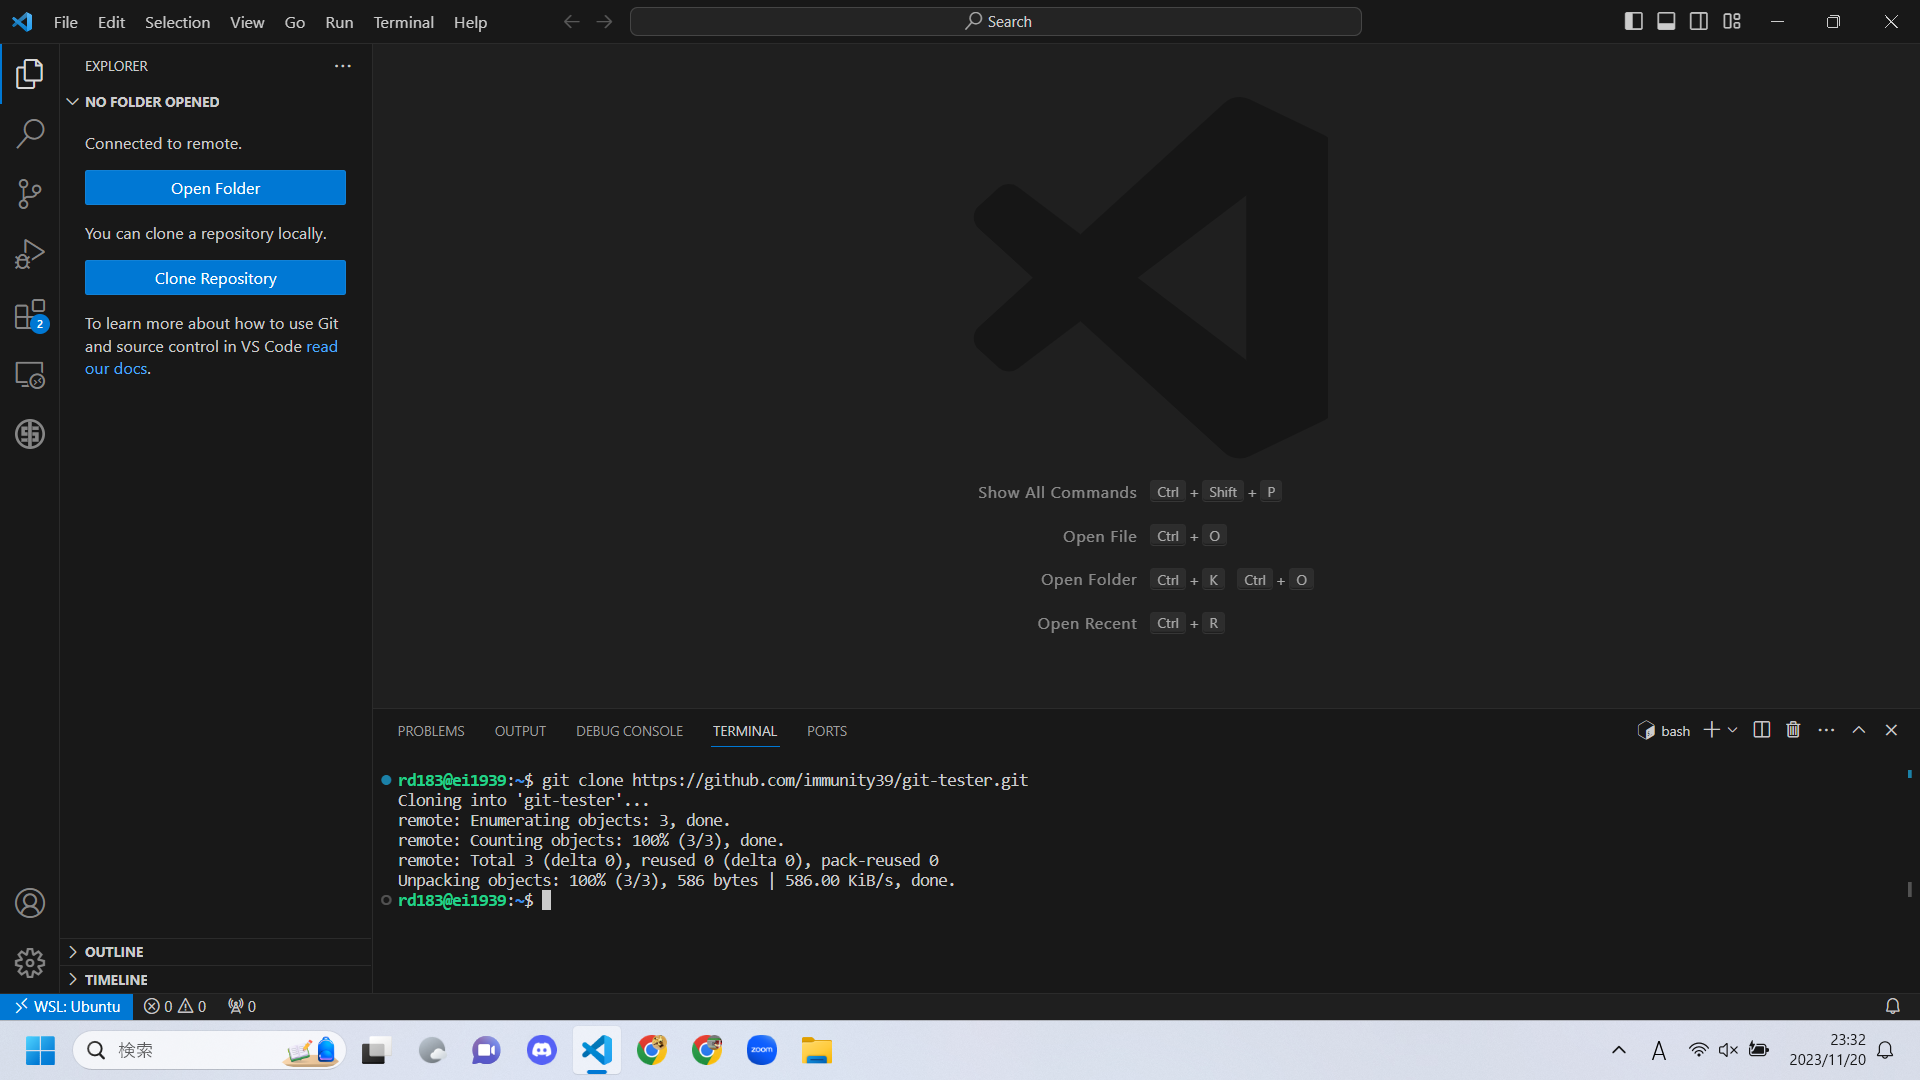 File Edit Selection View Go Run Terminal Help
Search
EXPLORER
NO FOLDER OPENED
Connected to remote.
Open Folder
You can clone a repository locally.
Clone Repository
To learn more about how to use Git
and source control in VS Code read
our docs.
2
Show All Commands Ctrl + Shift + P
Open File Ctrl + O
Open Folder Ctrl + K Ctrl + O
Open Recent Ctrl + R
PROBLEMS OUTPUT DEBUG CONSOLE TERMINAL PORTS
bash
rd183@ei1939:~$ git clone https://github.com/immunity39/git-tester.git
Cloning into 'git-tester'...
remote: Enumerating objects: 3, done.
remote: Counting objects: 100% (3/3), done.
remote: Total 3 (delta 0), reused 0 (delta 0), pack-reused 0
Unpacking objects: 100% (3/3), 586 bytes | 586.00 KiB/s, done.
rd183@ei1939:~$
OUTLINE
TIMELINE
WSL: Ubuntu 0 0 0
検索
zoom
A
23:32
2023/11/20